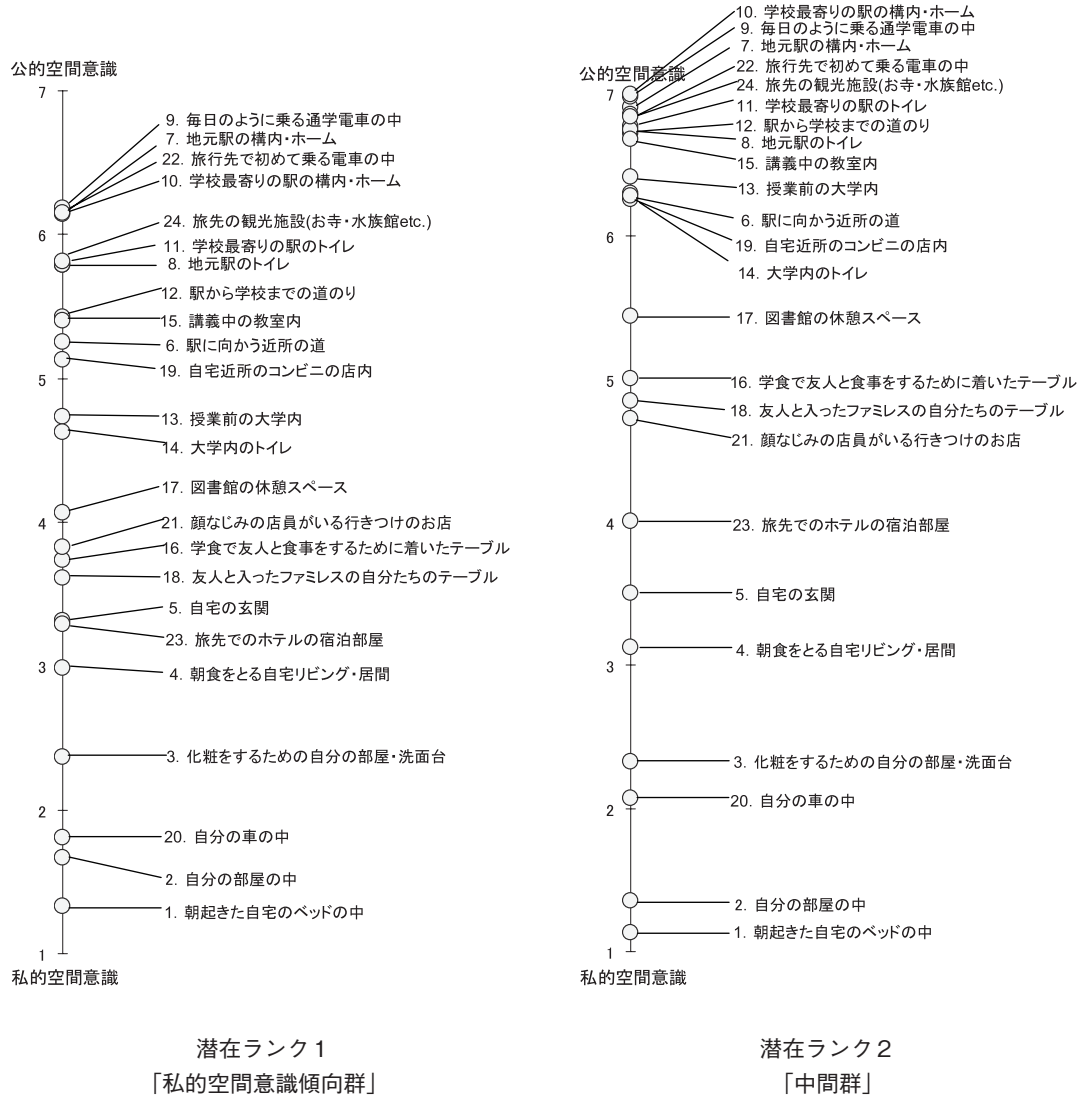 公的空間意識
7
9. 毎日のように乗る通学電車の中
7. 地元駅の構内・ホーム
22. 旅行先で初めて乗る電車の中
10. 学校最寄りの駅の構内・ホーム
24. 旅先の観光施設(お寺・水族館etc.)
6
11. 学校最寄りの駅のトイレ
8. 地元駅のトイレ
12. 駅から学校までの道のり
15. 講義中の教室内
6. 駅に向かう近所の道
19. 自宅近所のコンビニの店内
5
13. 授業前の大学内
14. 大学内のトイレ
17. 図書館の休憩スペース
4
21. 顔なじみの店員がいる行きつけのお店
16. 学食で友人と食事をするために着いたテーブル
18. 友人と入ったファミレスの自分たちのテーブル
5. 自宅の玄関
23. 旅先でのホテルの宿泊部屋
3
4. 朝食をとる自宅リビング・居間
3. 化粧をするための自分の部屋・洗面台
2
20. 自分の車の中
2. 自分の部屋の中
1. 朝起きた自宅のベッドの中
1
私的空間意識
潜在ランク１
「私的空間意識傾向群」
10. 学校最寄りの駅の構内・ホーム
9. 毎日のように乗る通学電車の中
7. 地元駅の構内・ホーム
22. 旅行先で初めて乗る電車の中
公的空間意識
24. 旅先の観光施設(お寺・水族館etc.)
7
11. 学校最寄りの駅のトイレ
12. 駅から学校までの道のり
8. 地元駅のトイレ
15. 講義中の教室内
13. 授業前の大学内
6. 駅に向かう近所の道
6
19. 自宅近所のコンビニの店内
14. 大学内のトイレ
17. 図書館の休憩スペース
5
16. 学食で友人と食事をするために着いたテーブル
18. 友人と入ったファミレスの自分たちのテーブル
21. 顔なじみの店員がいる行きつけのお店
4
23. 旅先でのホテルの宿泊部屋
5. 自宅の玄関
4. 朝食をとる自宅リビング・居間
3
3. 化粧をするための自分の部屋・洗面台
20. 自分の車の中
2
2. 自分の部屋の中
1. 朝起きた自宅のベッドの中
1
私的空間意識
潜在ランク２
「中間群」